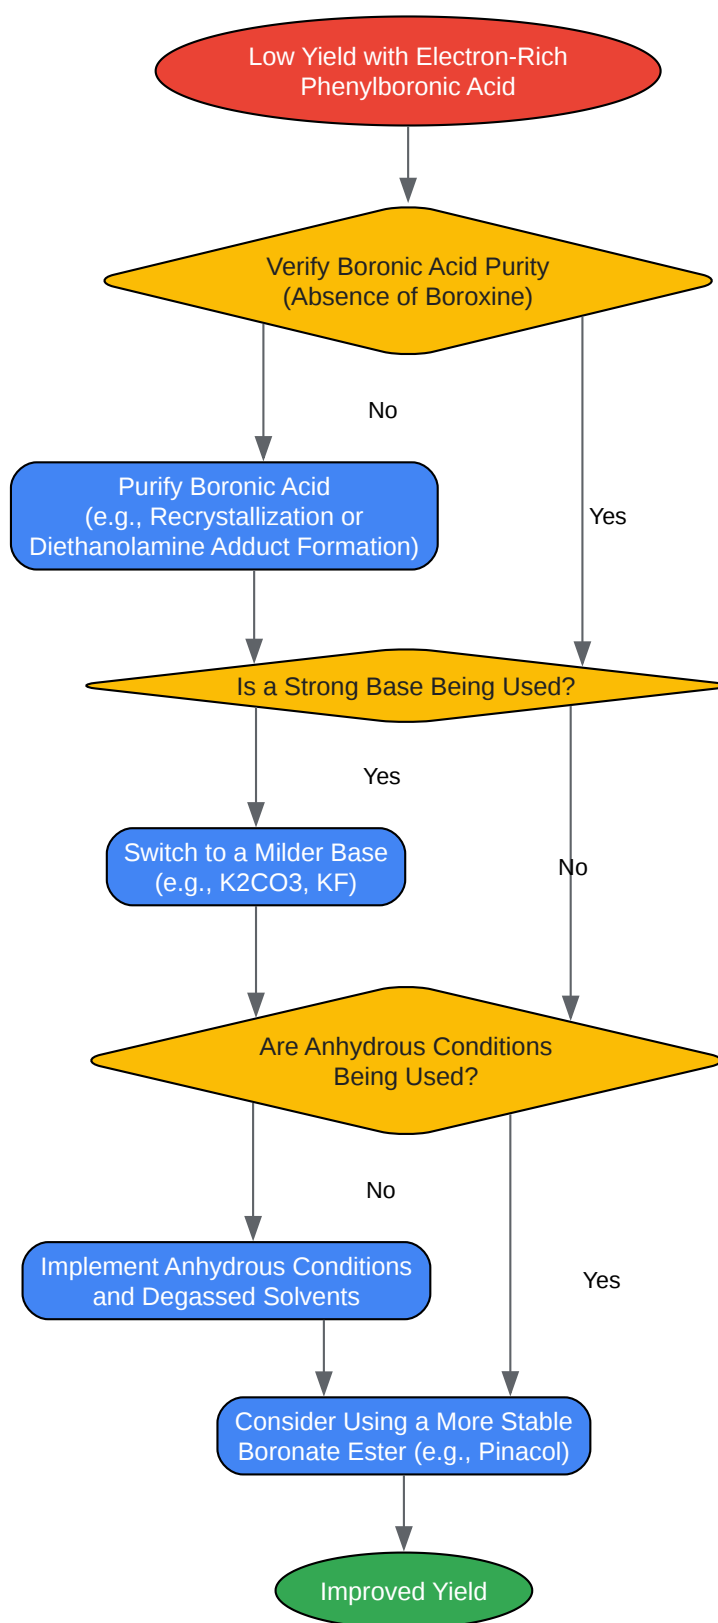 Low Yield with Electron-Rich
Phenylboronic Acid
Verify Boronic Acid Purity
(Absence of Boroxine)
No
Purify Boronic Acid
(e.g., Recrystallization or
Diethanolamine Adduct Formation)
Yes
Is a Strong Base Being Used?
Yes
Switch to a Milder Base
(e.g., K2CO3, KF)
No
Are Anhydrous Conditions
Being Used?
No
Implement Anhydrous Conditions
and Degassed Solvents
Yes
Consider Using a More Stable
Boronate Ester (e.g., Pinacol)
Improved Yield